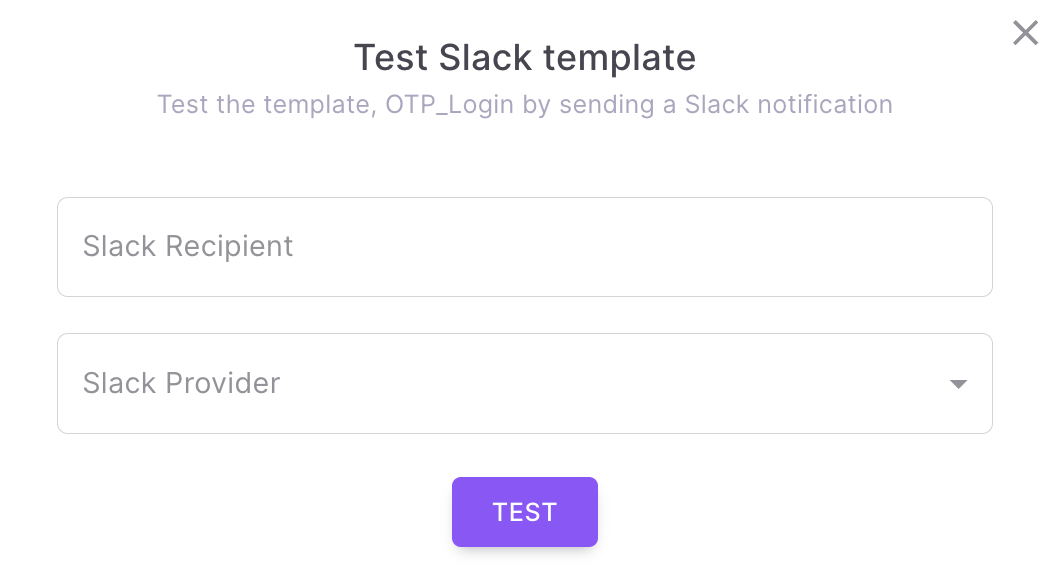 Test Slack template
Test the template, OTP_Login by sending a Slack notification
Slack Recipient
Slack Provider
TEST